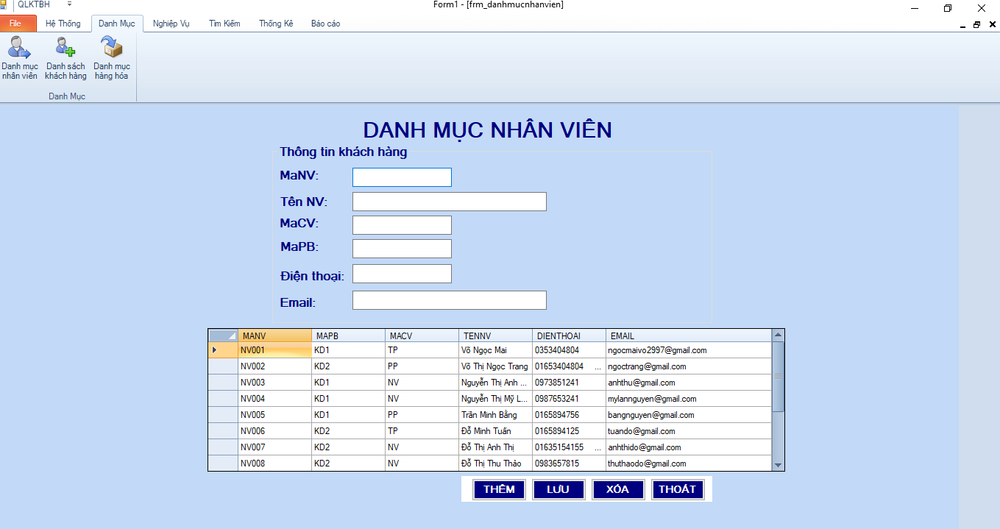 QLKTBH
Form1 - [frm_danhmucnhanvien]
File Hệ Thống Danh Mục Nghiệp Vụ Tìm Kiếm Thống Kê Báo cáo
Danh mục nhân viên
Danh sách khách hàng
Danh mục hàng hóa
Danh Mục
DANH MỤC NHÂN VIÊN
Thông tin khách hàng
MaNV:
Tên NV:
MaCV:
MaPB:
Điện thoại:
Email:
MANV MAPB MACV TENNV DIENTHOAI EMAIL
NV001 KD1 TP Võ Ngọc Mai 0353404804 ngocmaivo2997@gmail.com
NV002 KD2 PP Võ Thị Ngọc Trang 01653404804 ... ngoctrang@gmail.com
NV003 KD1 NV Nguyễn Thị Anh ... 0973851241 anhthu@gmail.com
NV004 KD1 NV Nguyễn Thị Mỹ L... 0987653241 mylannguyen@gmail.com
NV005 KD1 PP Trần Minh Bằng 0165894756 bangnguyen@gmail.com
NV006 KD2 TP Đỗ Minh Tuấn 0165894125 tuando@gmail.com
NV007 KD2 NV Đỗ Thị Anh Thị 01635154155 ... anhthido@gmail.com
NV008 KD2 NV Đỗ Thị Thu Thảo 0983657815 thuthaodo@gmail.com
THÊM LƯU XÓA THOÁT